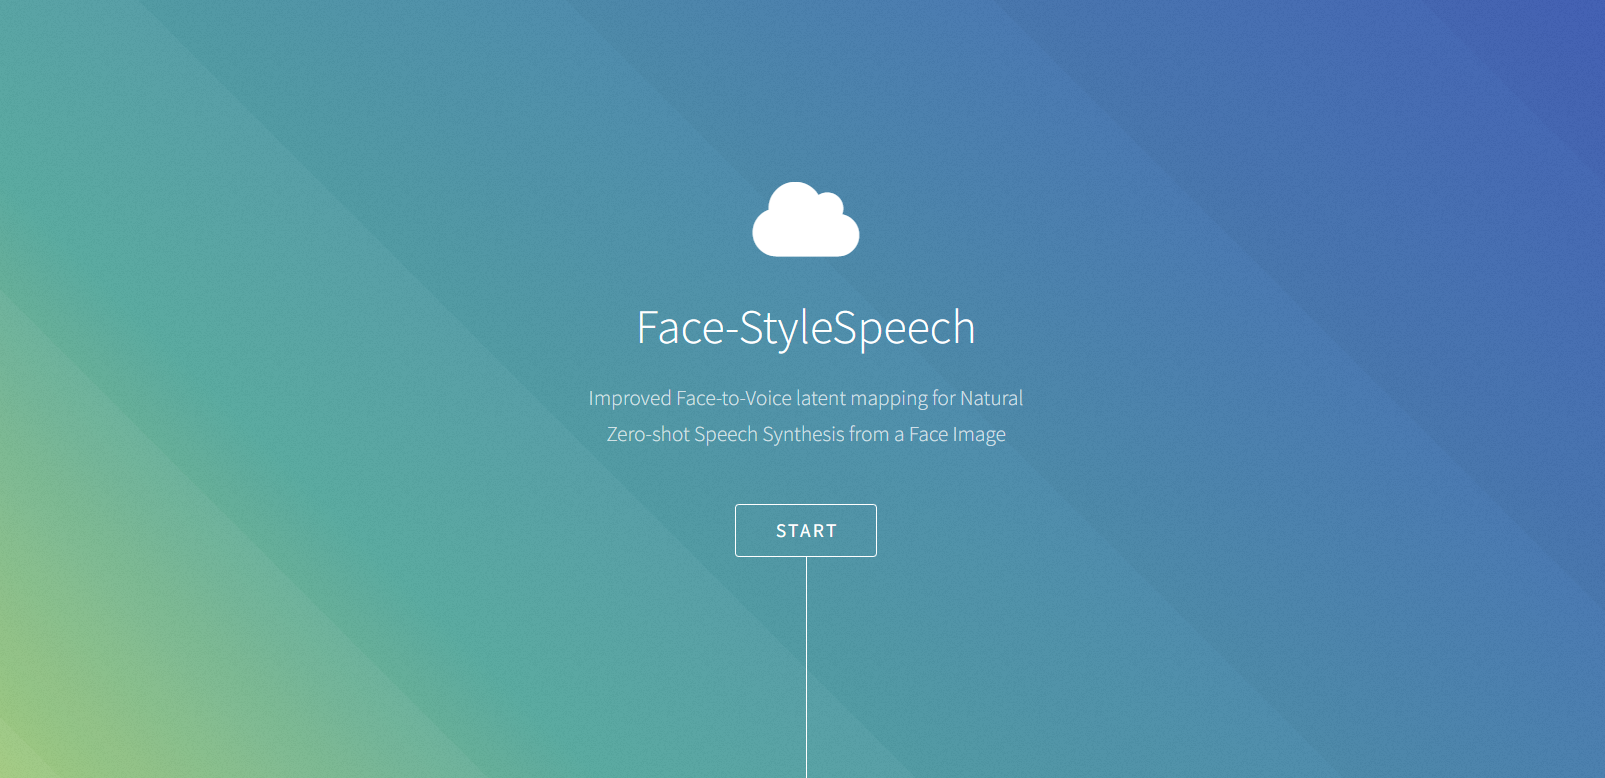 Face-StyleSpeech
Improved Face-to-Voice latent mapping for Natural
Zero-shot Speech Synthesis from a Face Image
START